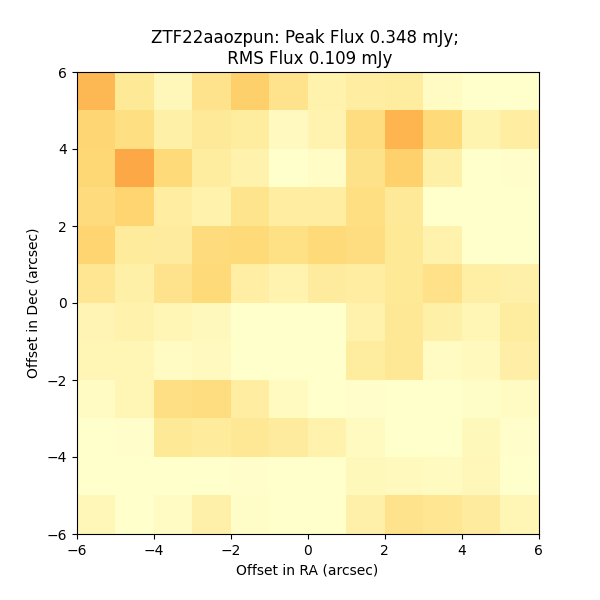 ZTF22aaozpun: Peak Flux 0.348 mJy;
RMS Flux 0.109 mJy
6
4
2
0
−2
−4
−6
Offset in Dec (arcsec)
−6 −4 −2 0 2 4 6
Offset in RA (arcsec)